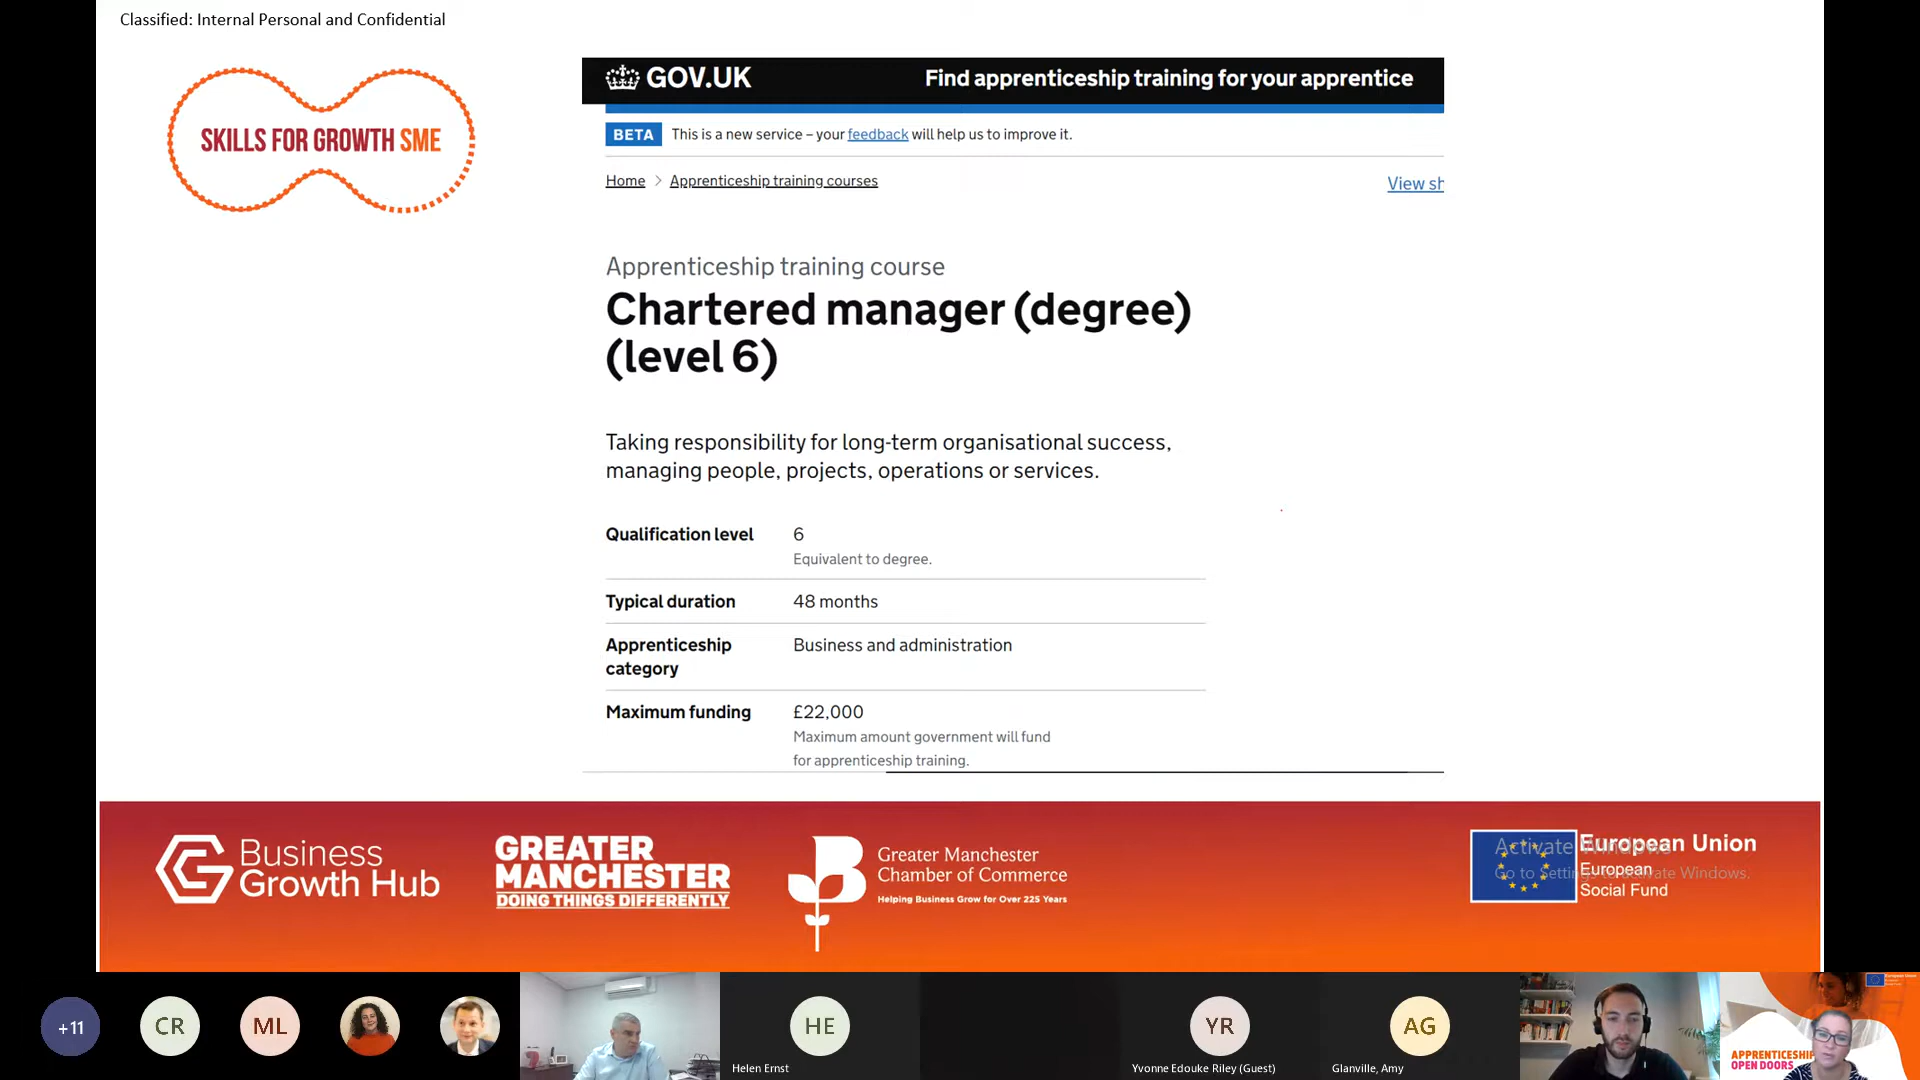 Classified: Internal Personal and Confidential
SKILLS FOR GROWTH SME
GOV.UK
Find apprenticeship training for your apprentice
BETA
This is a new service – your feedback will help us to improve it.
Home > Apprenticeship training courses
View sh
Apprenticeship training course
Chartered manager (degree)
(level 6)
Taking responsibility for long-term organisational success,
managing people, projects, operations or services.
Qualification level 6
Equivalent to degree.
Typical duration 48 months
Apprenticeship category Business and administration
Maximum funding £22,000
Maximum amount government will fund
for apprenticeship training.
Business
Growth Hub
GREATER
MANCHESTER
DOING THINGS DIFFERENTLY
Greater Manchester
Chamber of Commerce
Helping Business Grow for Over 225 Years
European Union
European
Social Fund
Activate Windows
Go to Settings to activate Windows.
+11
CR
ML
HE
Helen Ernst
YR
Yvonne Edouke Riley (Guest)
AG
Glanville, Amy
APPRENTICESHIP
OPEN DOORS